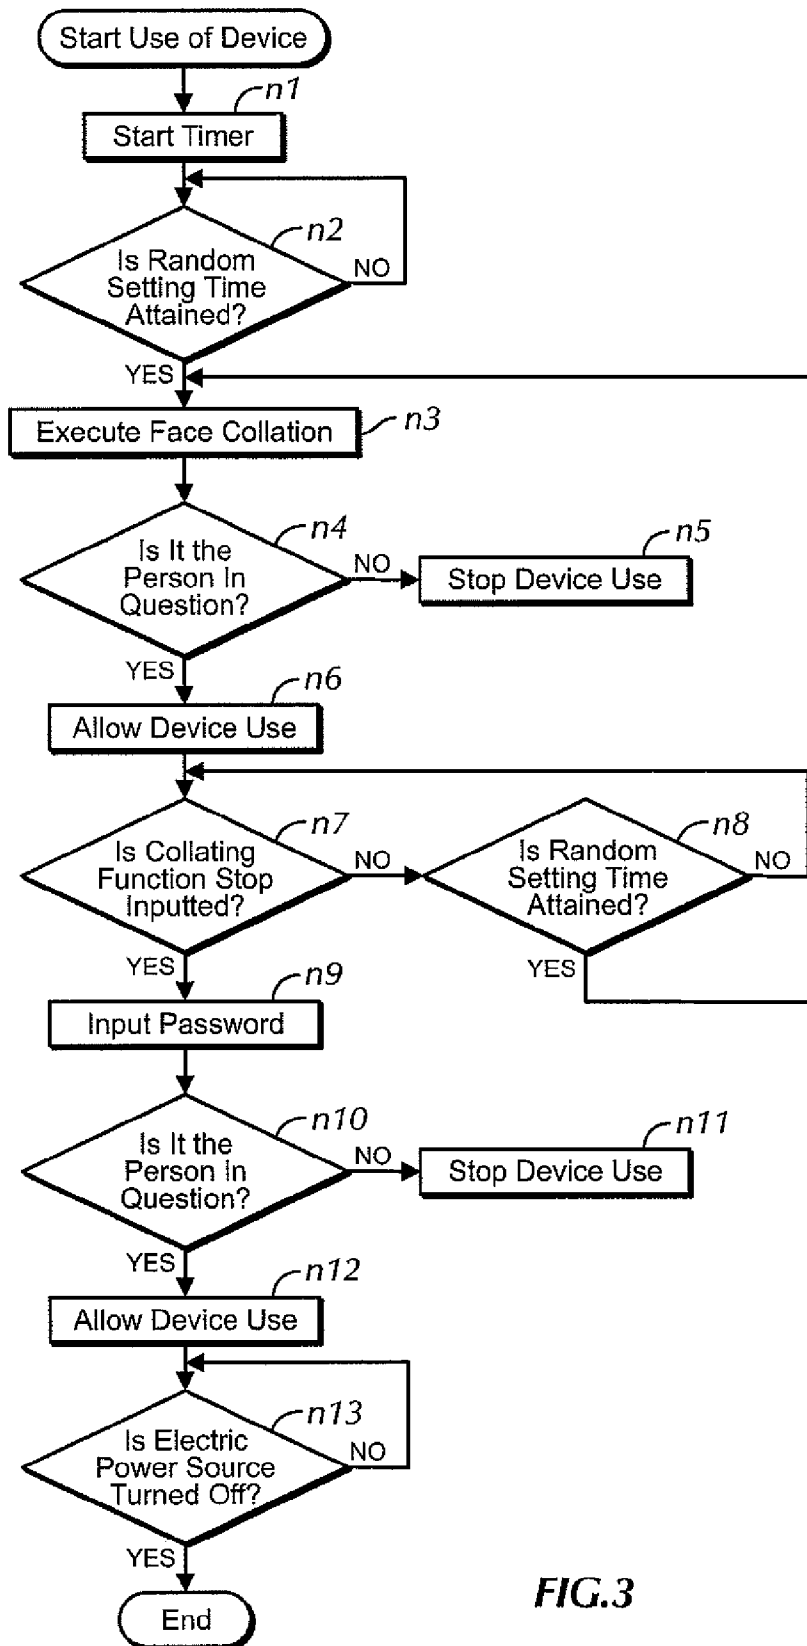 Start Use of Device
n1
Start Timer
n2
Is Random
Setting Time
Attained?
NO
YES
Execute Face Collation
n3
n4
Is It the
Person In
Question?
NO
n5
Stop Device Use
YES
n6
Allow Device Use
n7
Is Collating
Function Stop
Inputted?
NO
n8
Is Random
Setting Time
Attained?
NO
YES
YES
n9
Input Password
n10
Is It the
Person In
Question?
NO
n11
Stop Device Use
YES
n12
Allow Device Use
n13
Is Electric
Power Source
Turned Off?
NO
YES
End
FIG.3